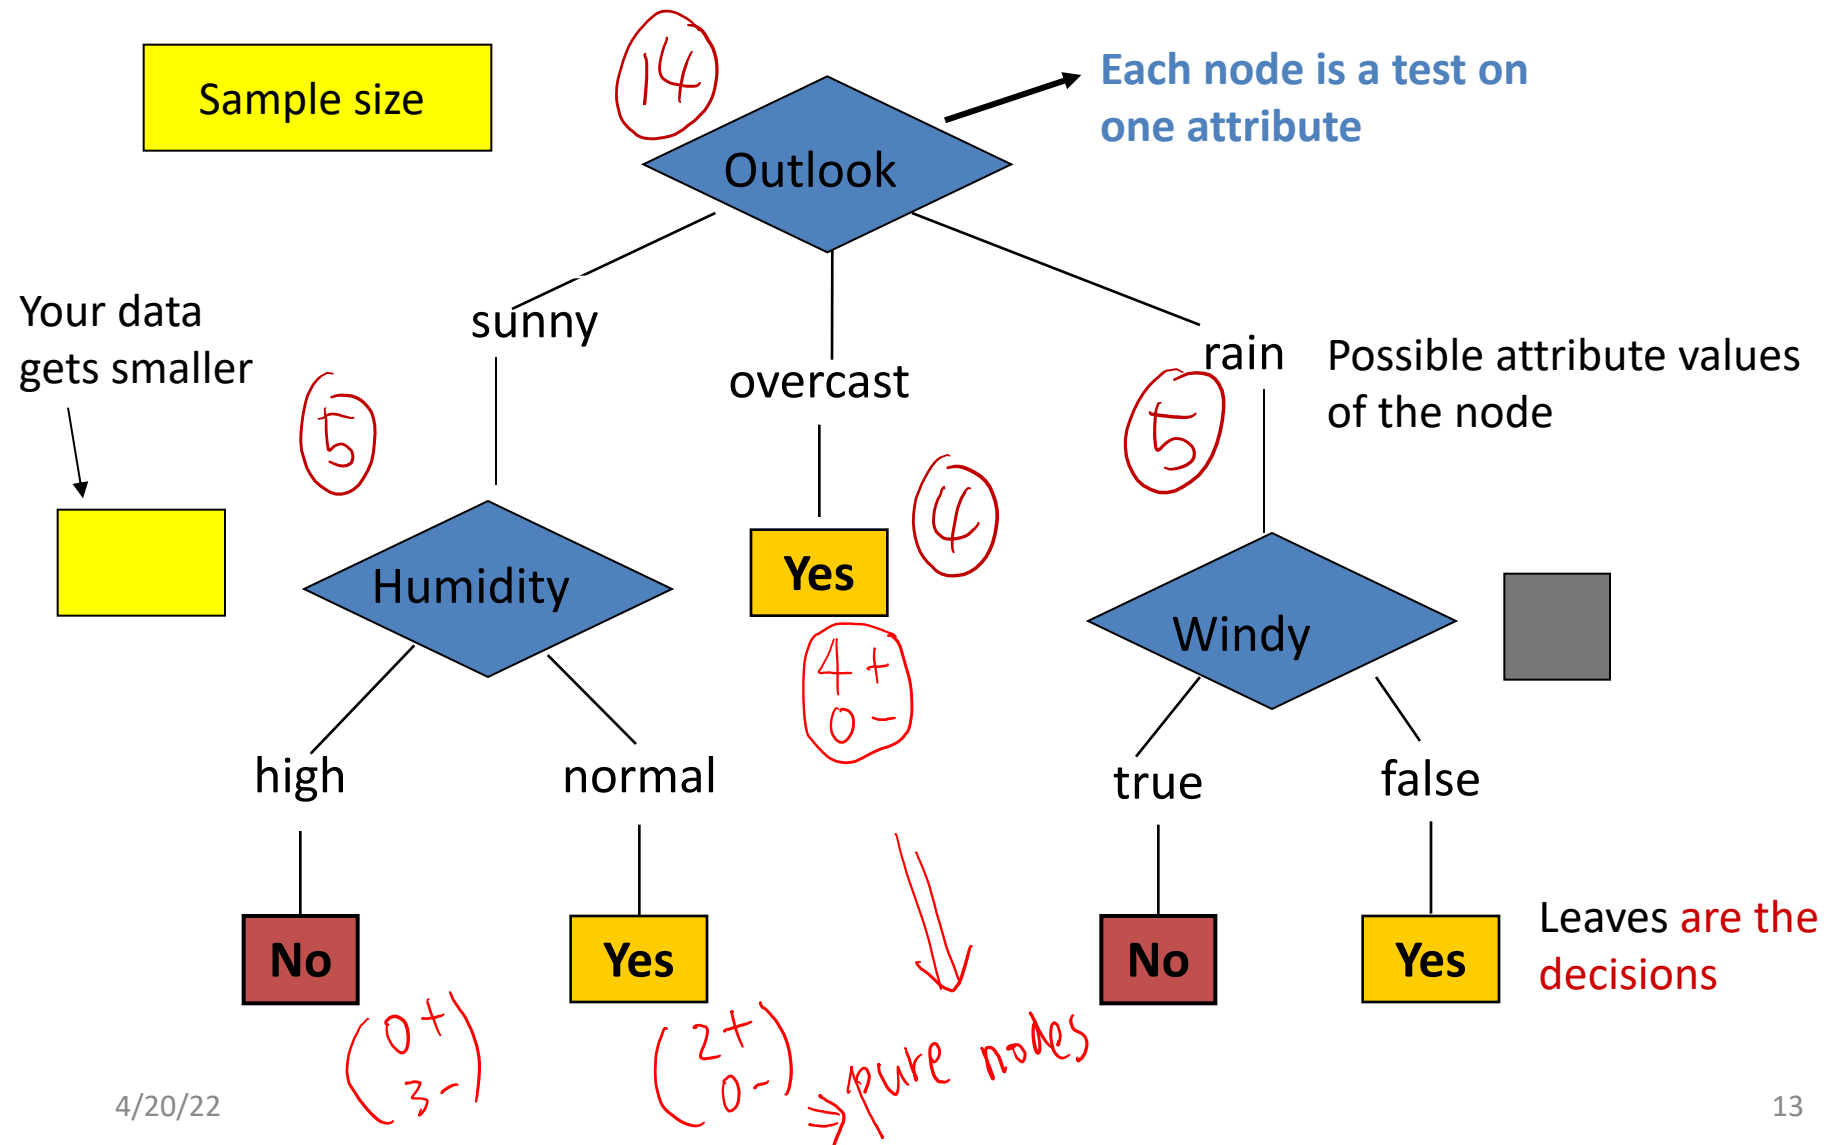 Sample size
14
Each node is a test on
one attribute
Outlook
Your data
gets smaller
sunny
overcast
rain
Possible attribute values
of the node
5
4
5
Humidity
Yes
Windy
4 +
0 -
high
normal
true
false
No
Yes
No
Yes
Leaves are the
decisions
0 +
3 -
2 +
0 -
pure nodes
4/20/22
13